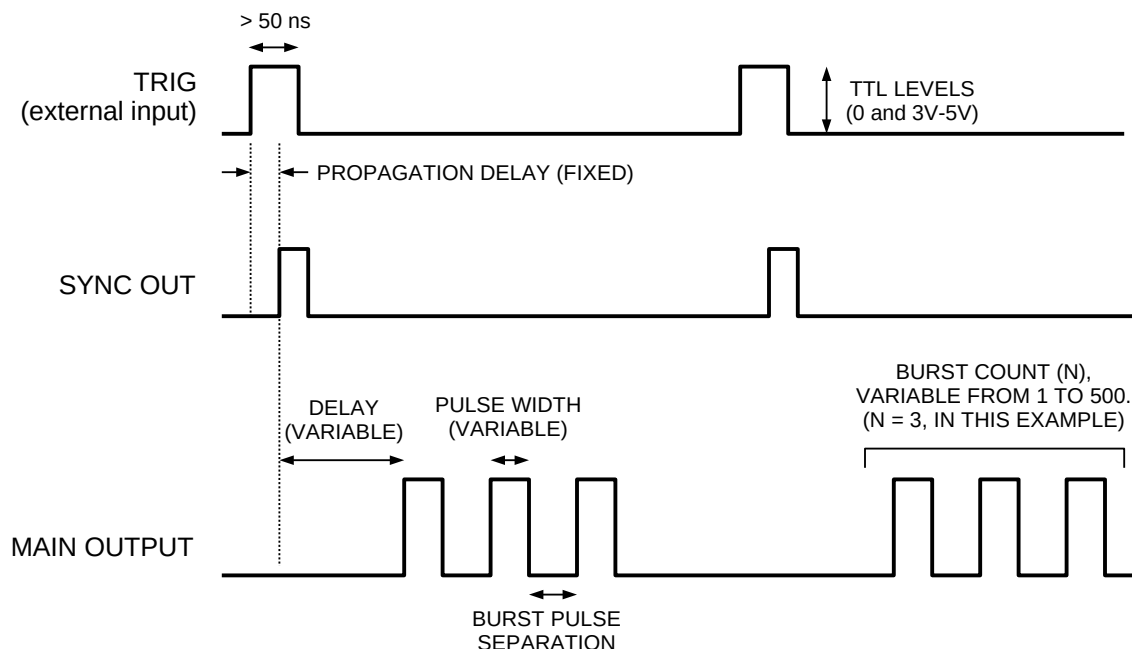 > 50 ns
TRIG
(external input)
TTL LEVELS
(0 and 3V-5V)
PROPAGATION DELAY (FIXED)
SYNC OUT
BURST COUNT (N),
VARIABLE FROM 1 TO 500.
(N = 3, IN THIS EXAMPLE)
DELAY
(VARIABLE)
PULSE WIDTH
(VARIABLE)
MAIN OUTPUT
BURST PULSE
SEPARATION